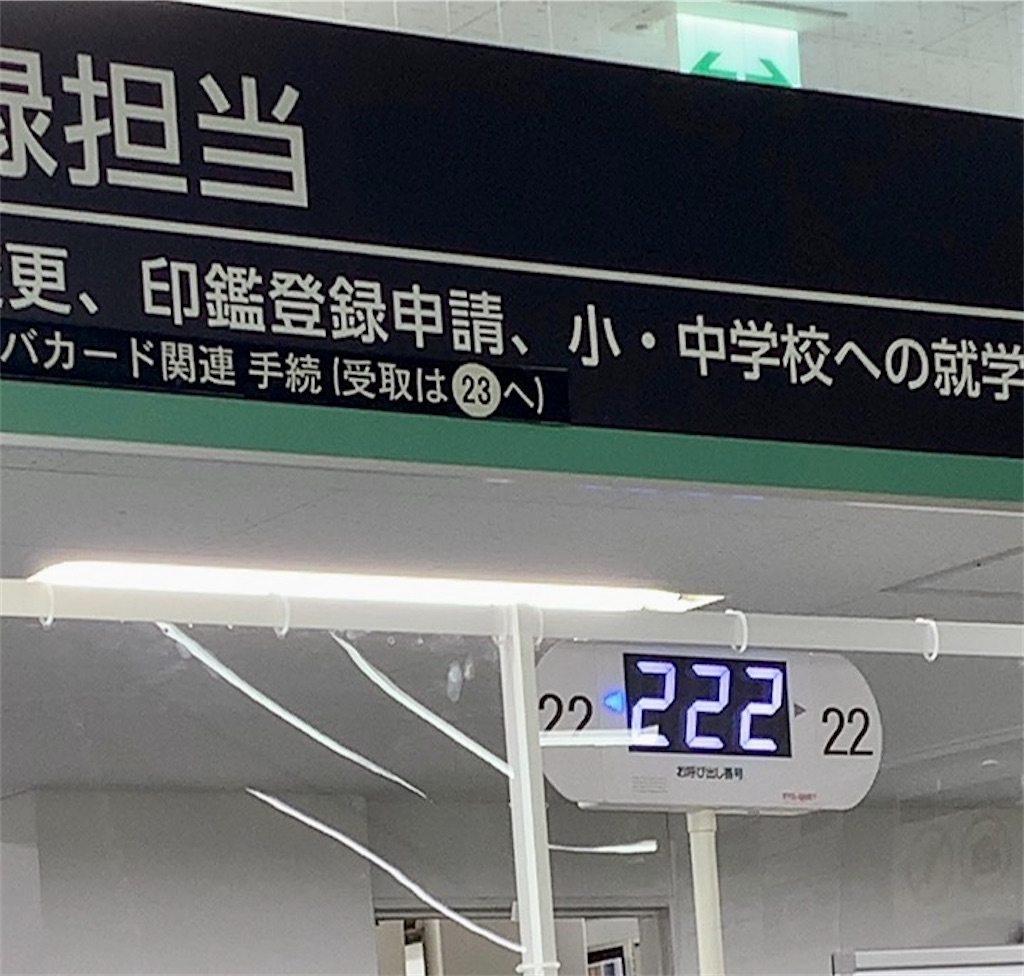 録担当
更、印鑑登録申請、小・中学校への就学
バカード関連 手続 (受取は23へ)
22 222 22
お呼び出し番号